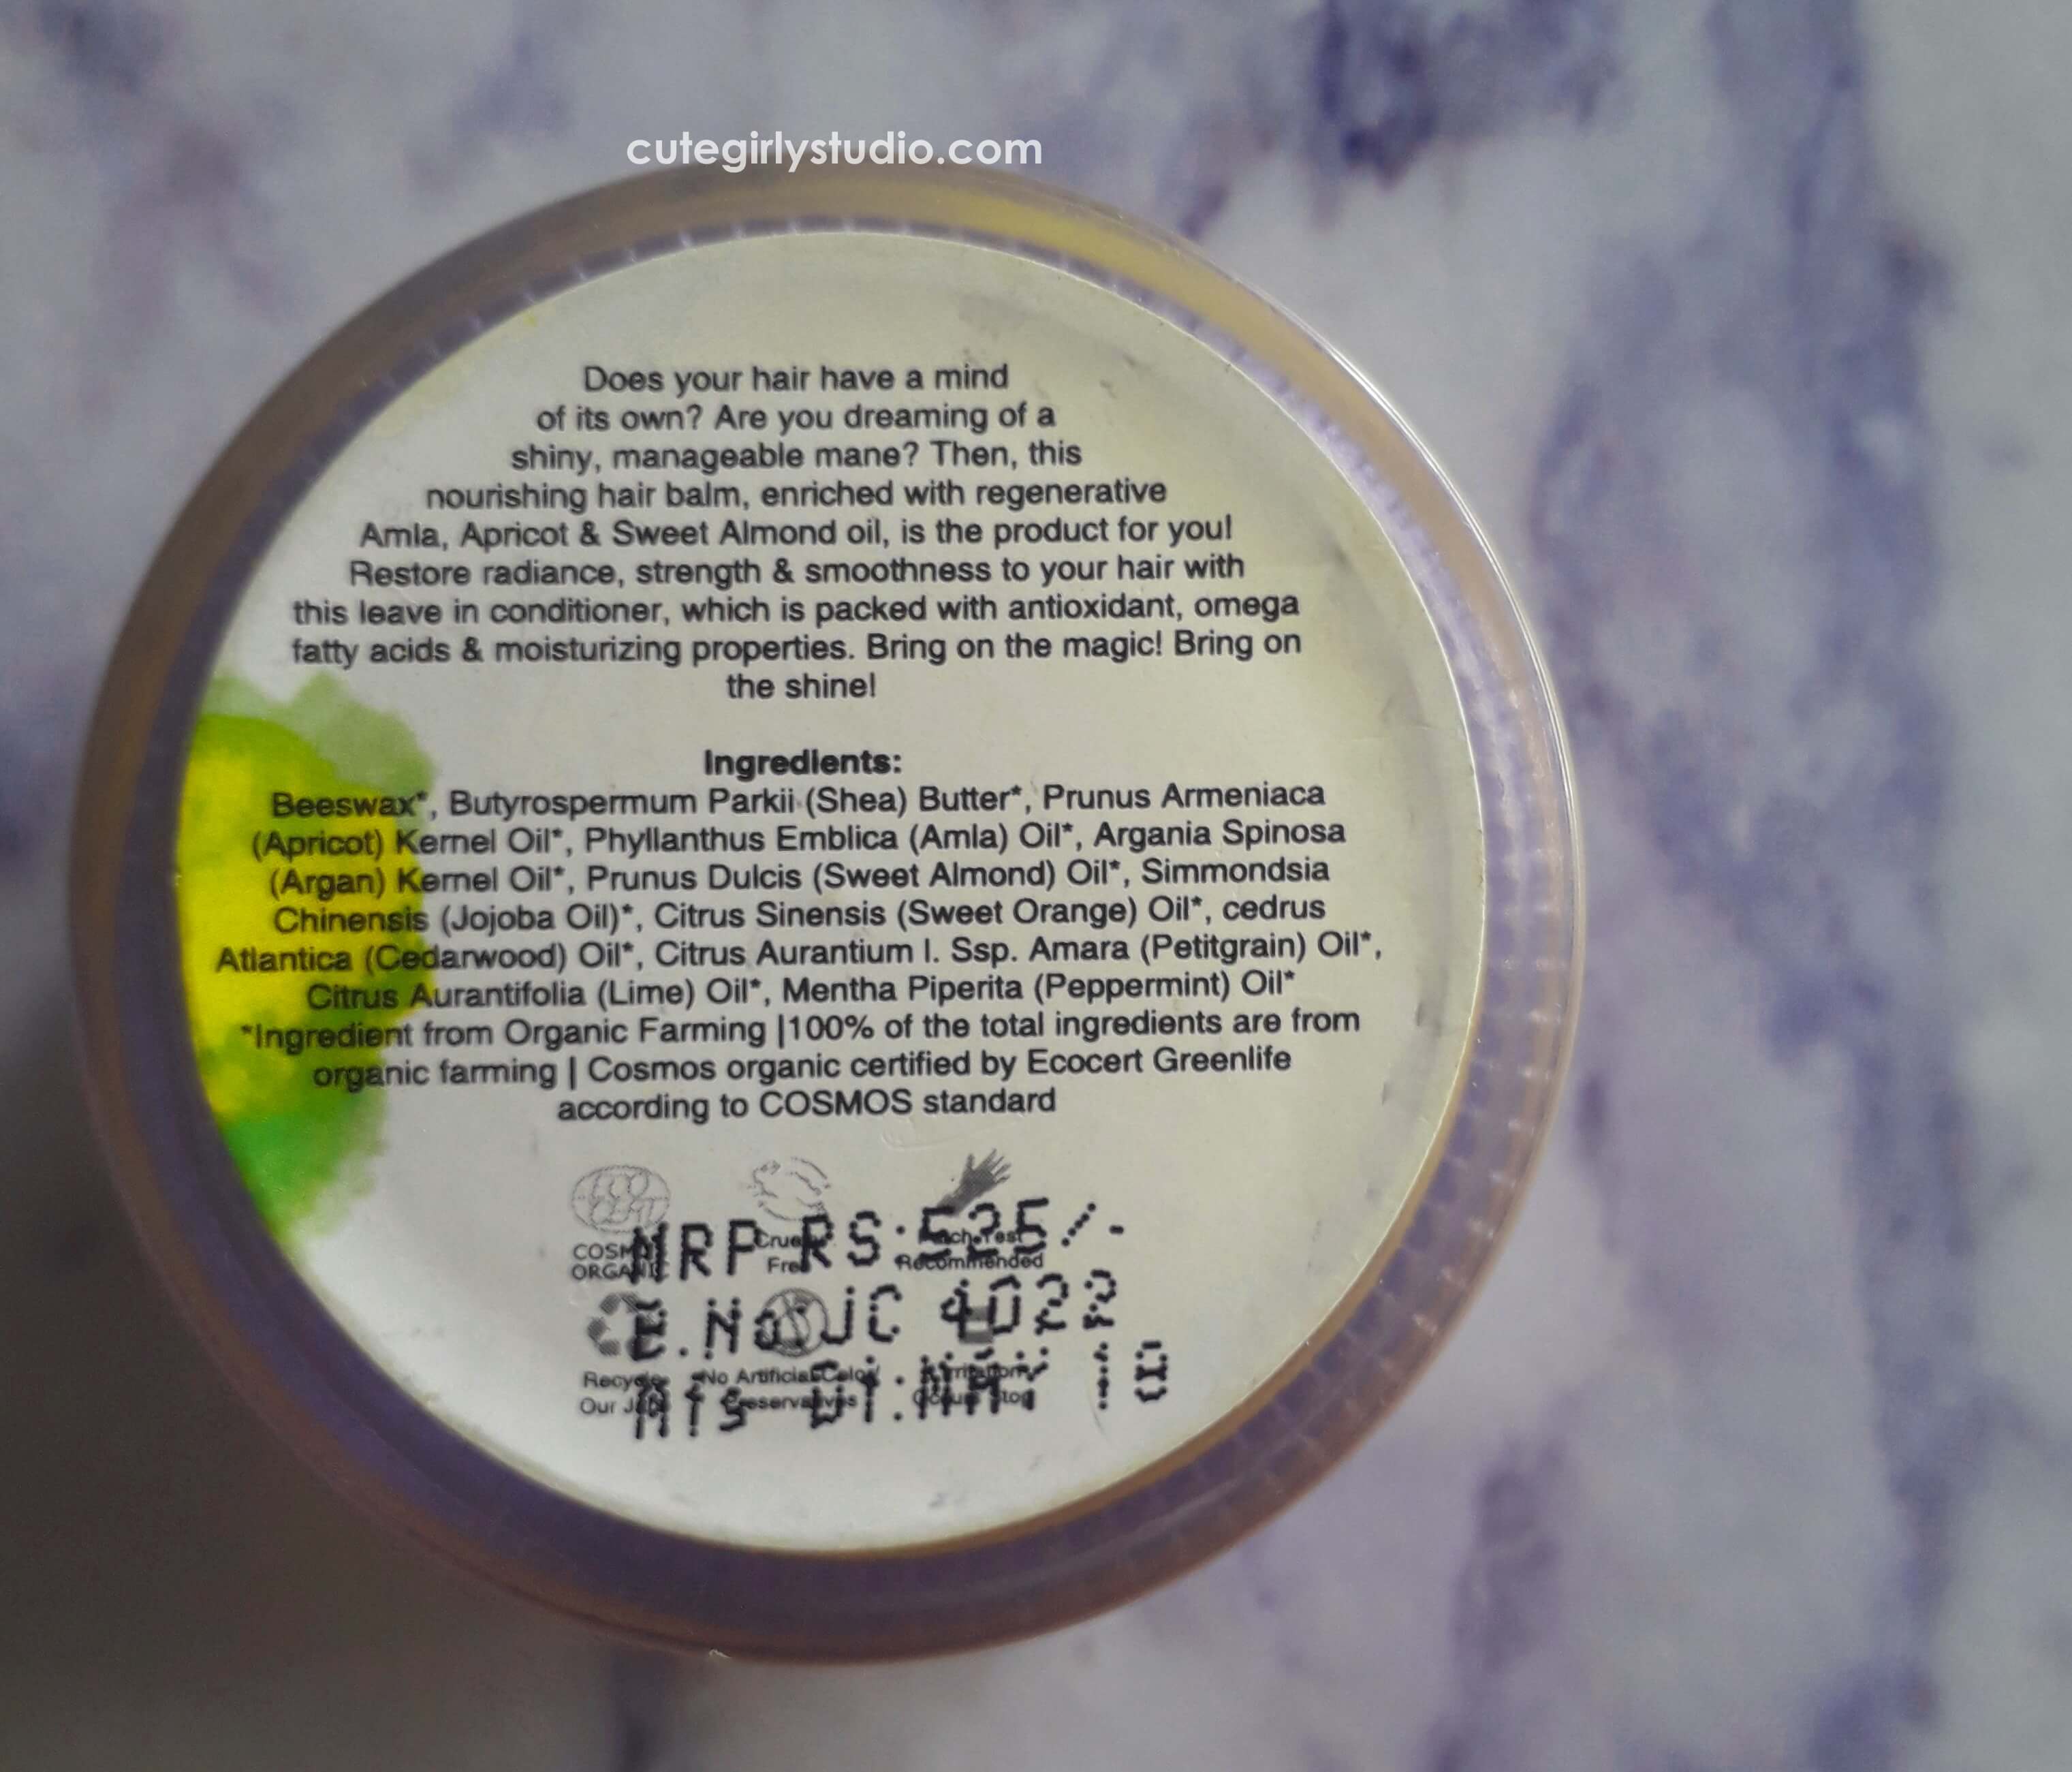 cutegirlystudio.com
Does your hair have a mind
of its own? Are you dreaming of a
shiny, manageable mane? Then, this
nourishing hair balm, enriched with regenerative
Amla, Apricot & Sweet Almond oil, is the product for you!
Restore radiance, strength & smoothness to your hair with
this leave in conditioner, which is packed with antioxidant, omega
fatty acids & moisturizing properties. Bring on the magic! Bring on
the shine!
Ingredients:
Beeswax*, Butyrospermum Parkii (Shea) Butter*, Prunus Armeniaca
(Apricot) Kernel Oil*, Phyllanthus Emblica (Amla) Oil*, Argania Spinosa
(Argan) Kernel Oil*, Prunus Dulcis (Sweet Almond) Oil*, Simmondsia
Chinensis (Jojoba Oil)*, Citrus Sinensis (Sweet Orange) Oil*, cedrus
Atlantica (Cedarwood) Oil*, Citrus Aurantium l. Ssp. Amara (Petitgrain) Oil*,
Citrus Aurantifolia (Lime) Oil*, Mentha Piperita (Peppermint) Oil*
*Ingredient from Organic Farming |100% of the total ingredients are from
organic farming | Cosmos organic certified by Ecocert Greenlife
according to COSMOS standard
MRP RS:525/-
Recommended
JC 4022
No Artificial
Our